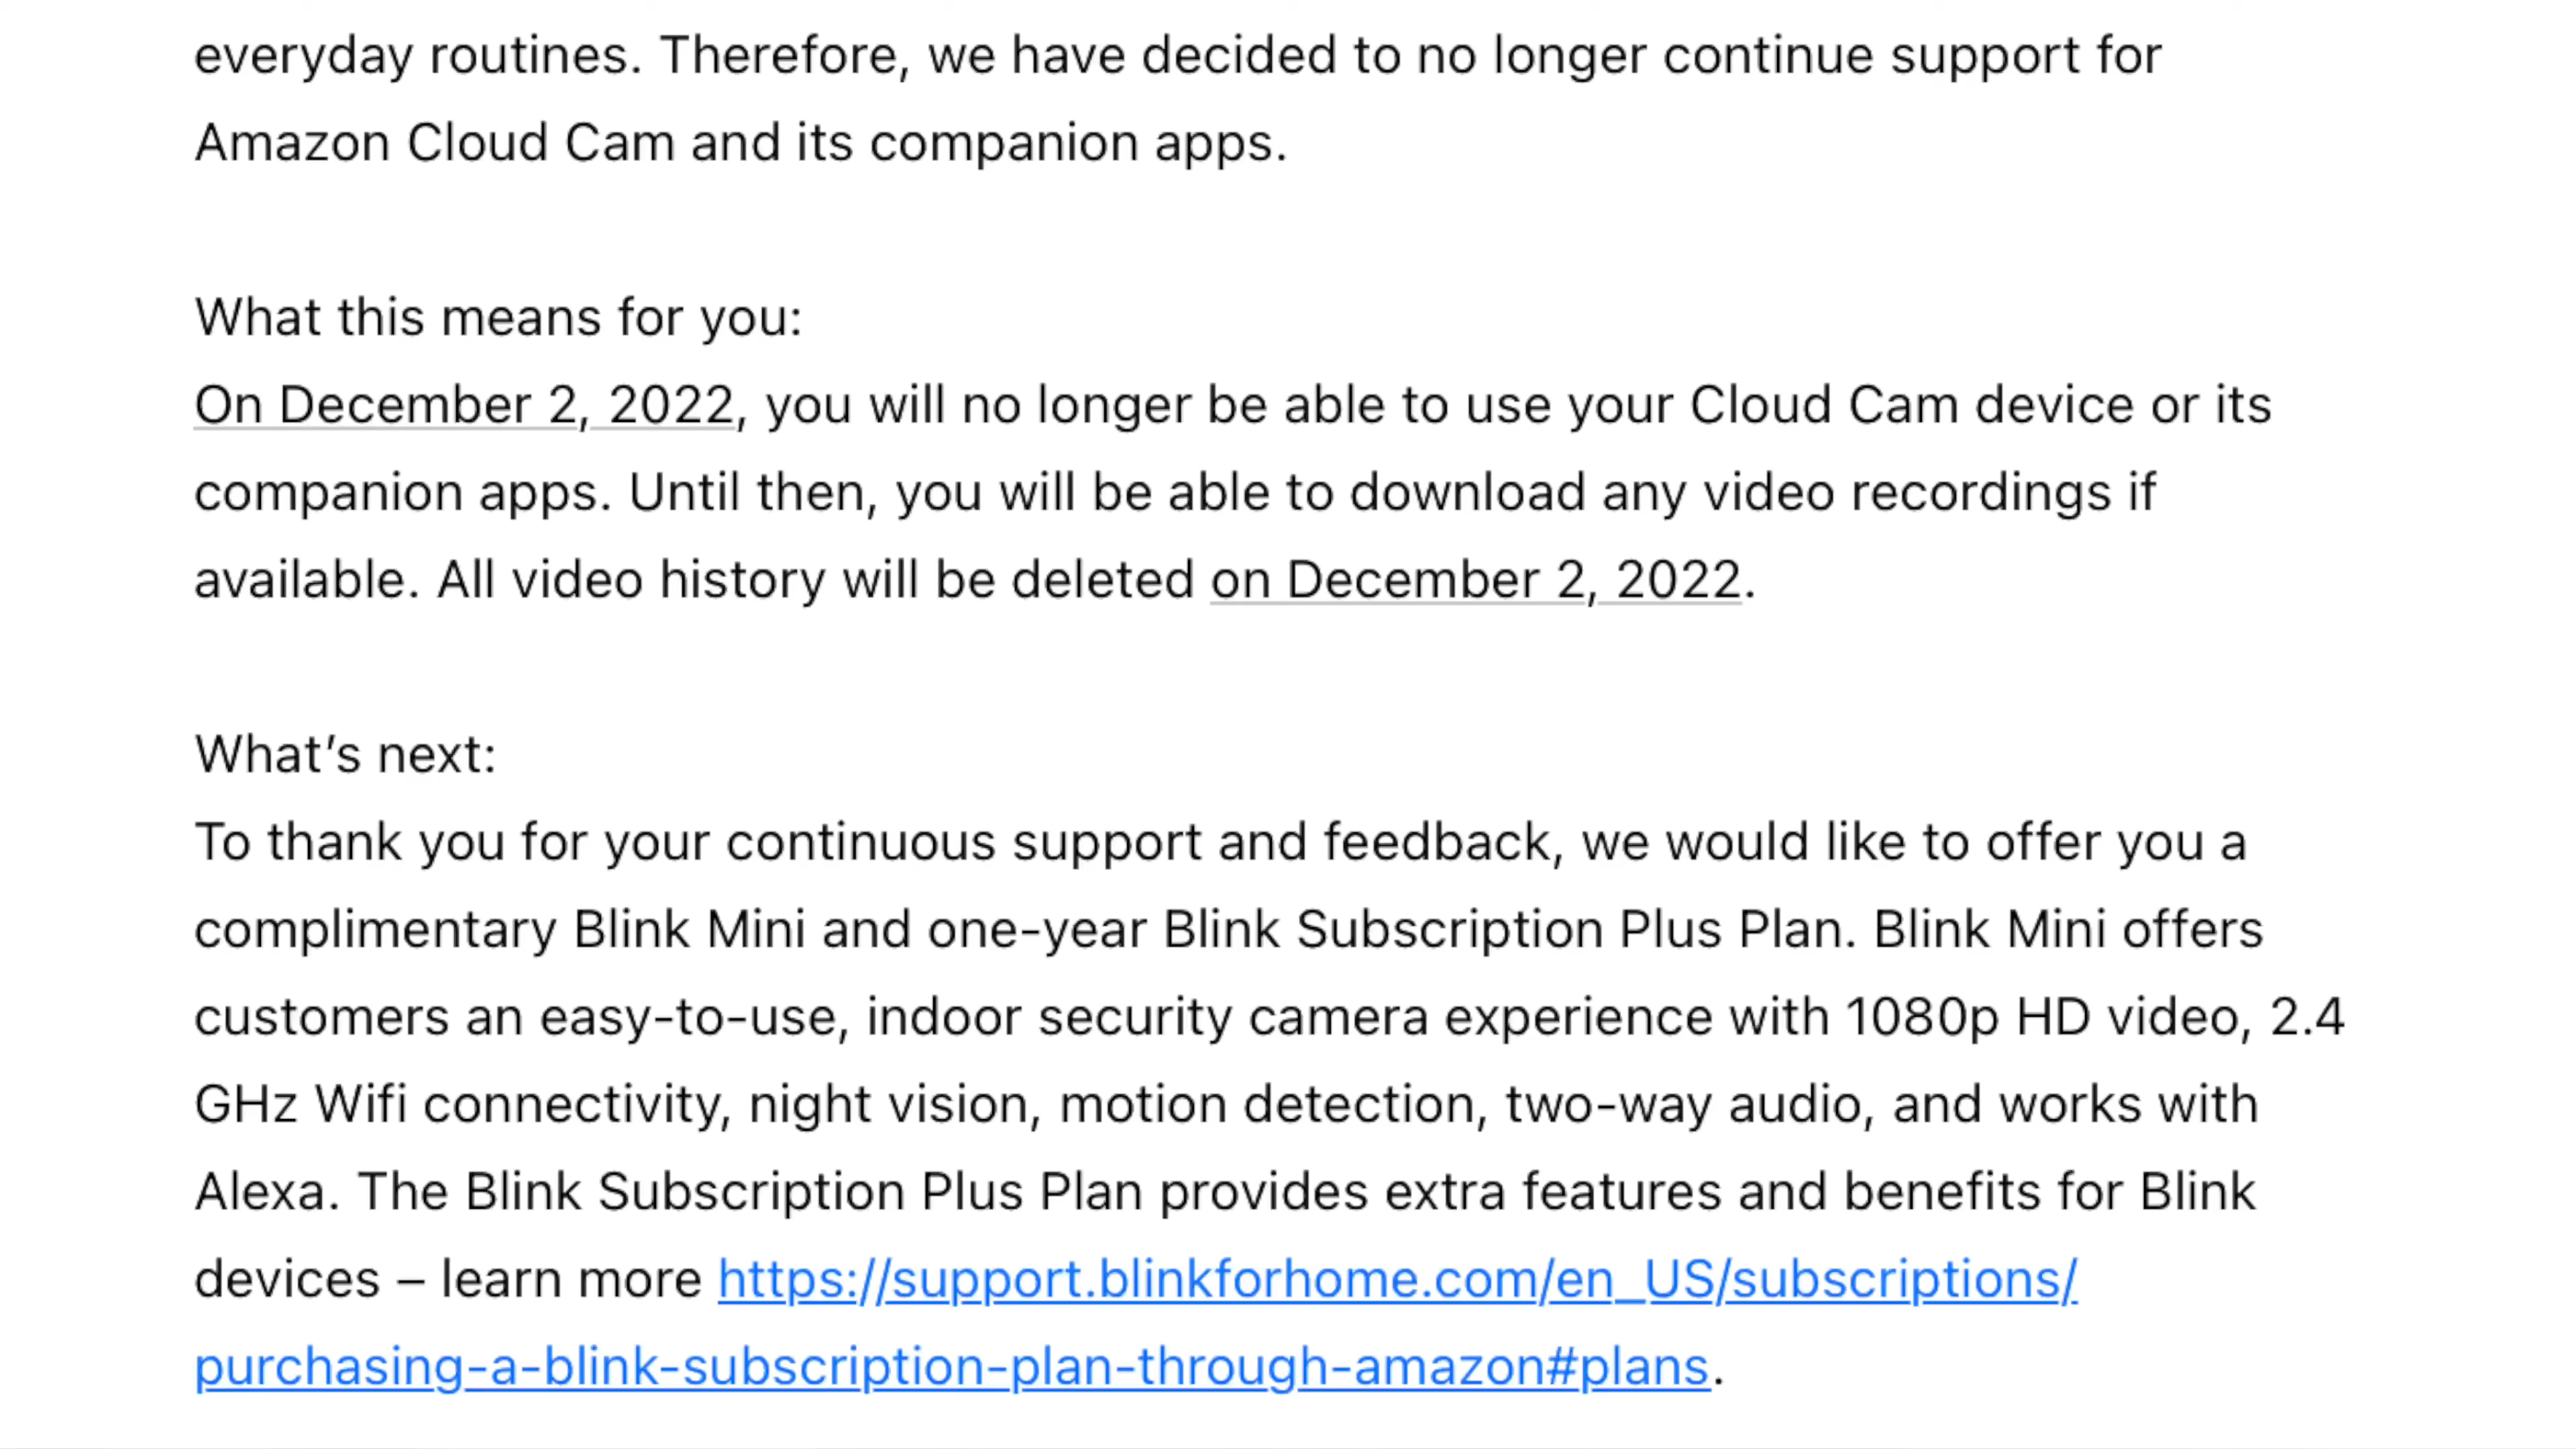 everyday routines. Therefore, we have decided to no longer continue support for
Amazon Cloud Cam and its companion apps.
What this means for you:
On December 2, 2022, you will no longer be able to use your Cloud Cam device or its
companion apps. Until then, you will be able to download any video recordings if
available. All video history will be deleted on December 2, 2022.
What’s next:
To thank you for your continuous support and feedback, we would like to offer you a
complimentary Blink Mini and one-year Blink Subscription Plus Plan. Blink Mini offers
customers an easy-to-use, indoor security camera experience with 1080p HD video, 2.4
GHz Wifi connectivity, night vision, motion detection, two-way audio, and works with
Alexa. The Blink Subscription Plus Plan provides extra features and benefits for Blink
devices – learn more https://support.blinkforhome.com/en_US/subscriptions/
purchasing-a-blink-subscription-plan-through-amazon#plans.